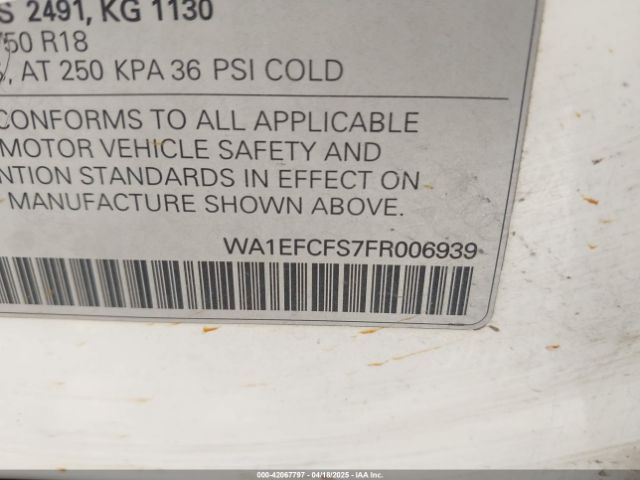 S 2491, KG 1130
/50 R18
, AT 250 KPA 36 PSI COLD
CONFORMS TO ALL APPLICABLE
MOTOR VEHICLE SAFETY AND
NTION STANDARDS IN EFFECT ON
MANUFACTURE SHOWN ABOVE.
WA1EFCFS7FR006939
000-42067797 - 04/18/2025 - IAA Inc.